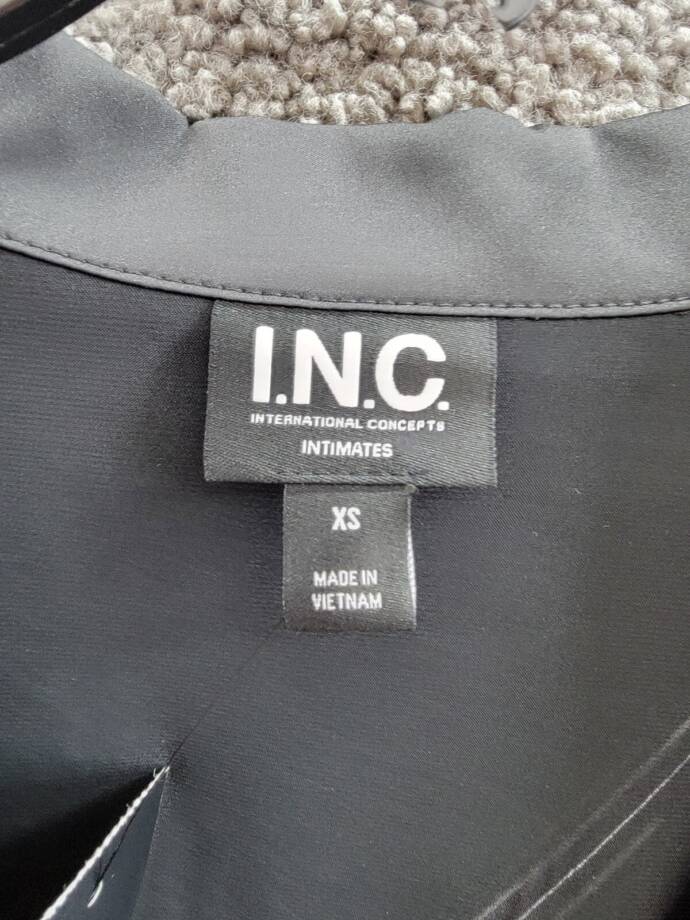 I.N.C.
INTERNATIONAL CONCEPTS
INTIMATES
XS
MADE IN
VIETNAM